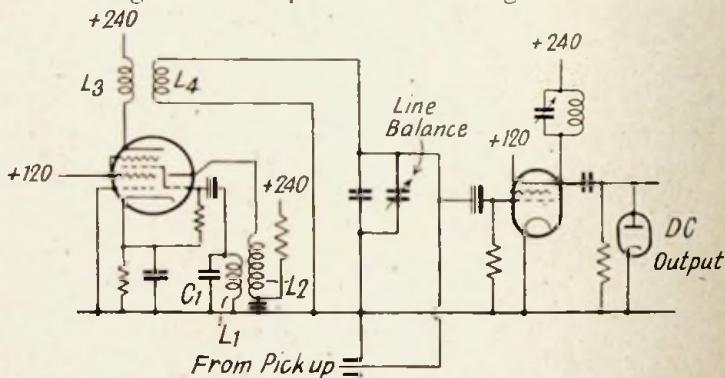 +240
L3
L4
+240
Line
Balance
+120
+240
+120
C1
L2
L1
DC
Output
From Pickup